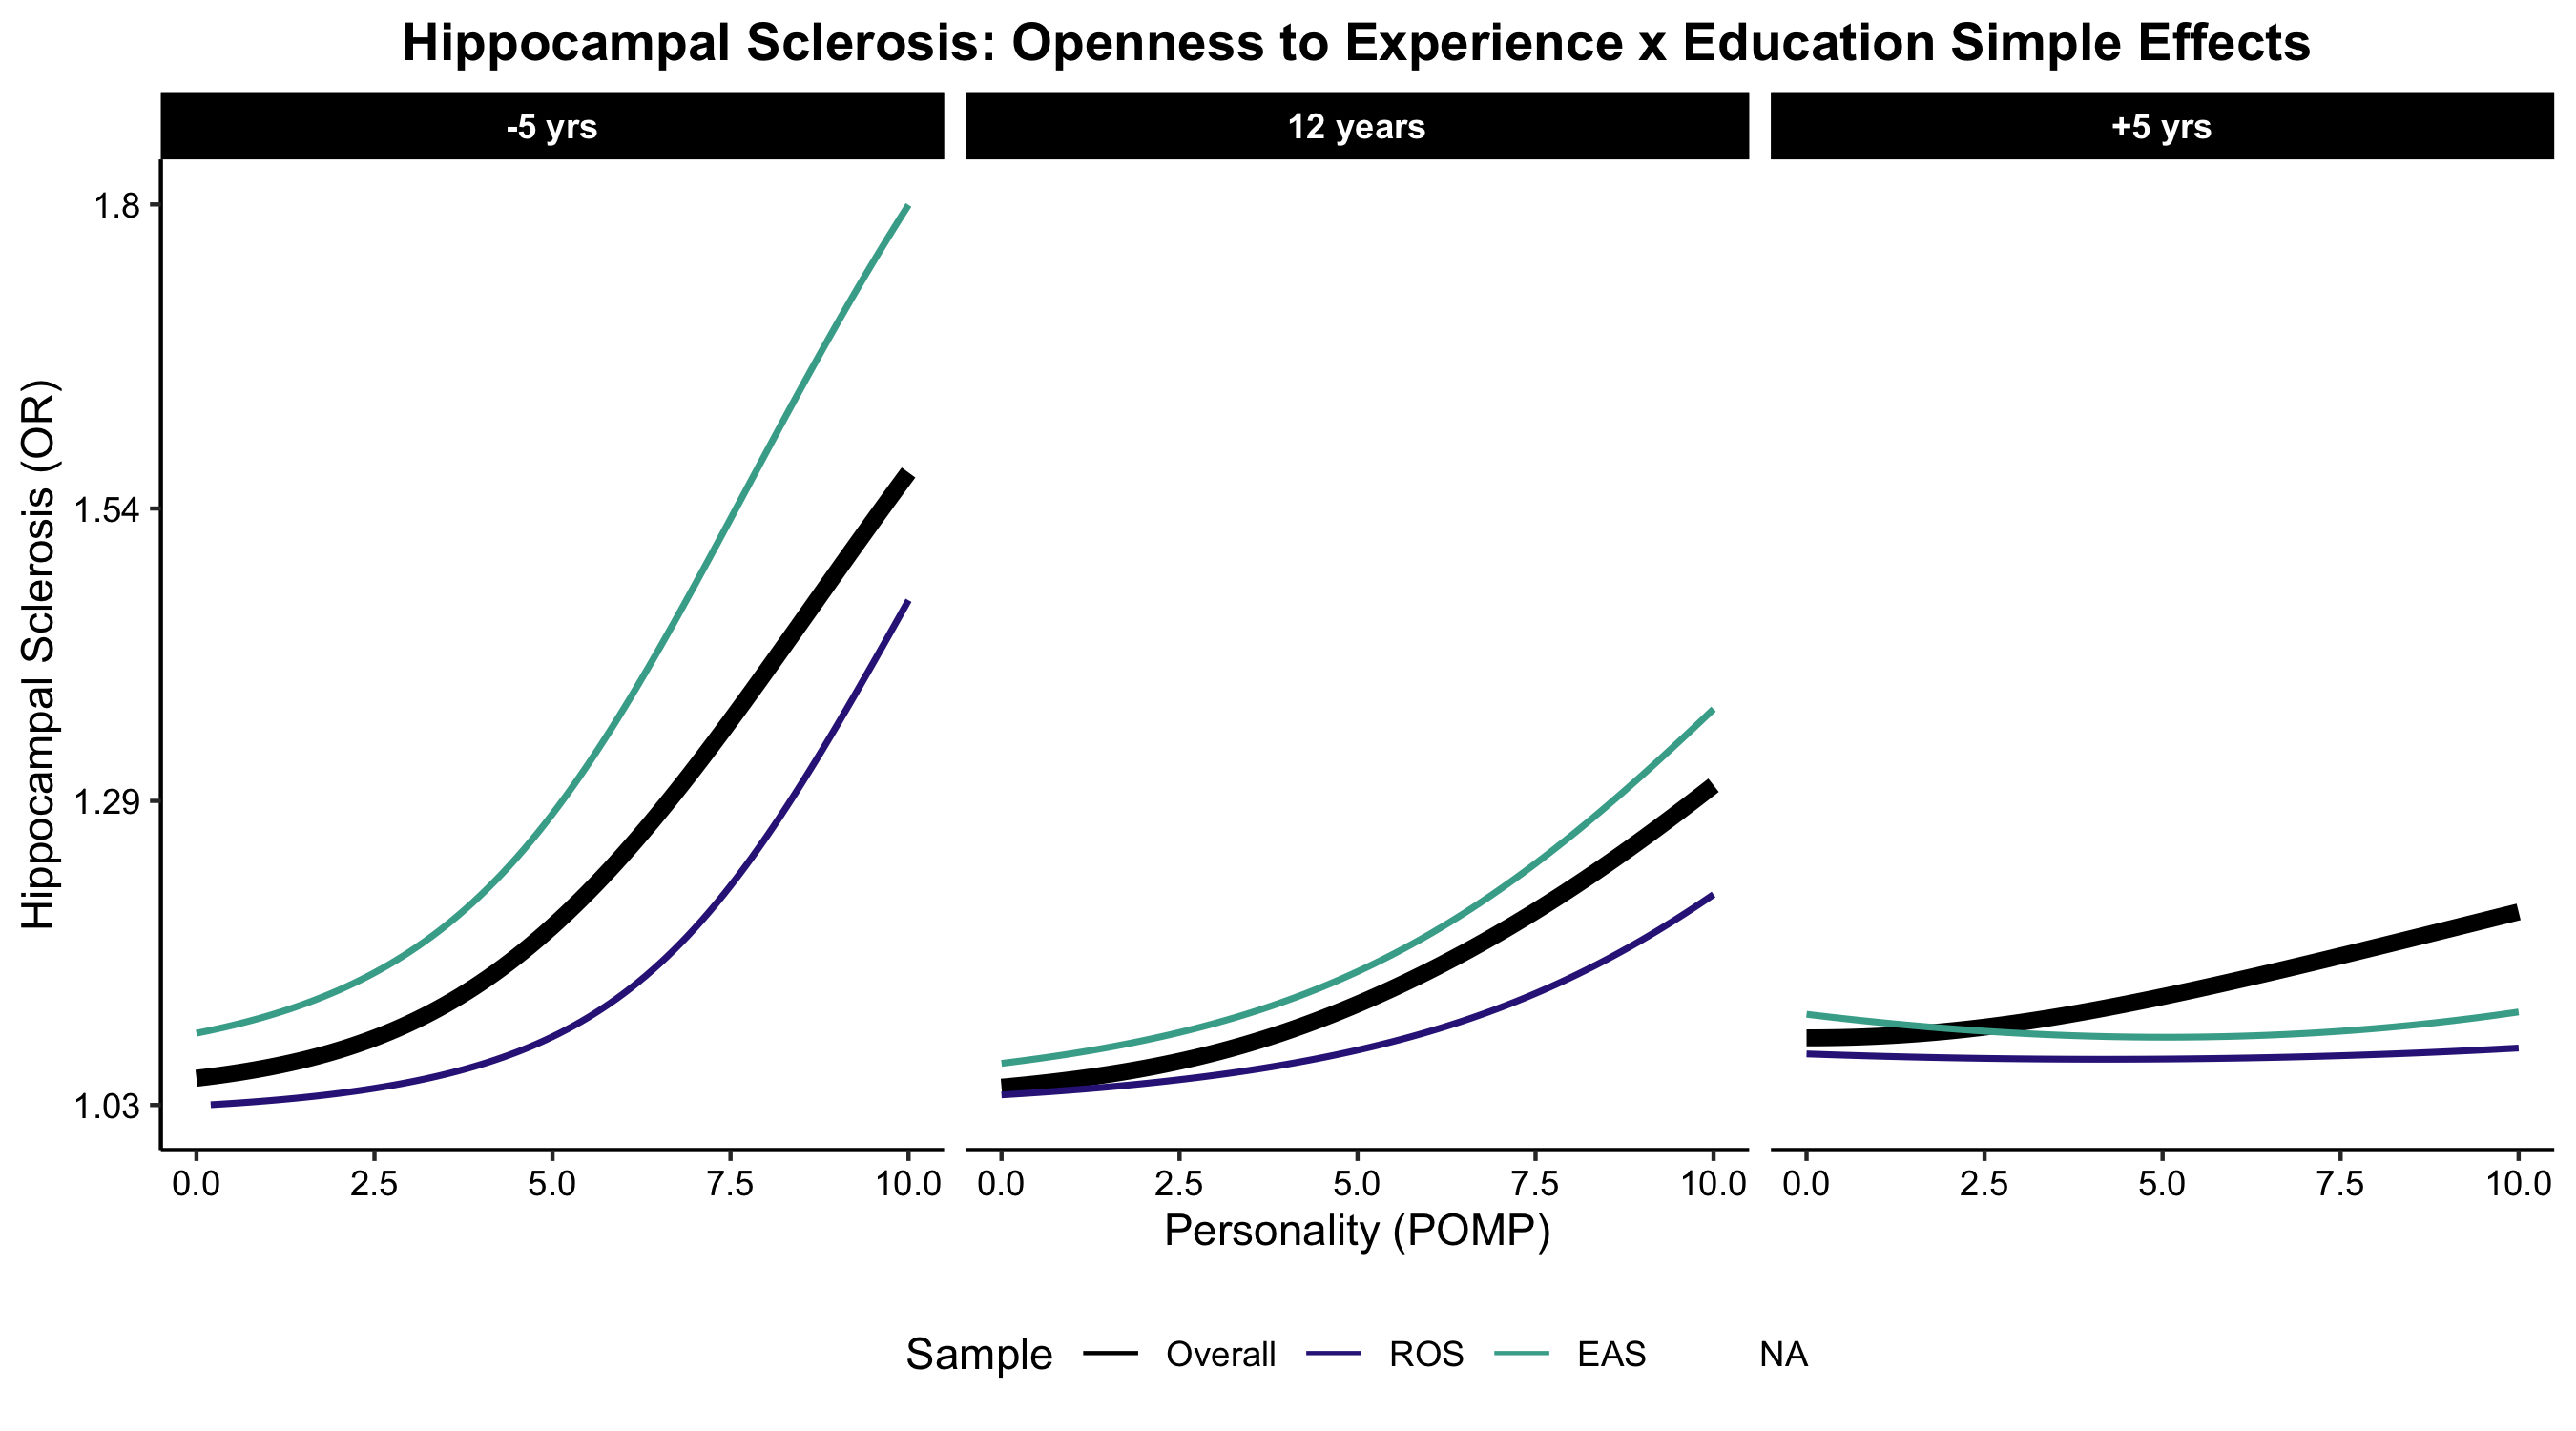 Hippocampal Sclerosis: Openness to Experience x Education Simple Effects
-5 yrs
12 years
+5 yrs
Hippocampal Sclerosis (OR)
1.8
1.54
1.29
1.03
0.0 2.5 5.0 7.5 10.0
0.0 2.5 5.0 7.5 10.0
0.0 2.5 5.0 7.5 10.0
Personality (POMP)
Sample Overall ROS EAS NA